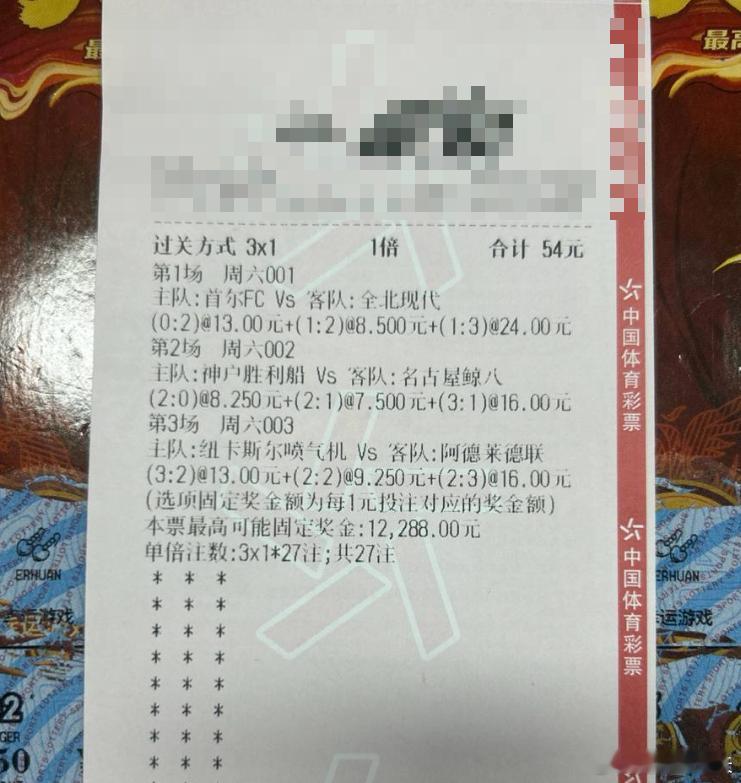 最高
最高
过关方式 3x1 1倍 合计 54元
第1场 周六001
主队:首尔FC Vs 客队:全北现代
(0:2)@13.00元+(1:2)@8.500元+(1:3)@24.00元
第2场 周六002
主队:神户胜利船 Vs 客队:名古屋鲸八
(2:0)@8.250元+(2:1)@7.500元+(3:1)@16.00元
第3场 周六003
主队:纽卡斯尔喷气机 Vs 客队:阿德莱德联
(3:2)@13.00元+(2:2)@9.250元+(2:3)@16.00元
(选项固定奖金额为每1元投注对应的奖金额)
本票最高可能固定奖金:12,288.00元
单倍注数:3x1*27注;共27注
* * *
* * *
* * *
* * *
* * *
* * *
* * *
* * *
中国体育彩票
中国体育彩票
ERHUAN
运游戏
ERHUAN
运游戏
2
GER
50